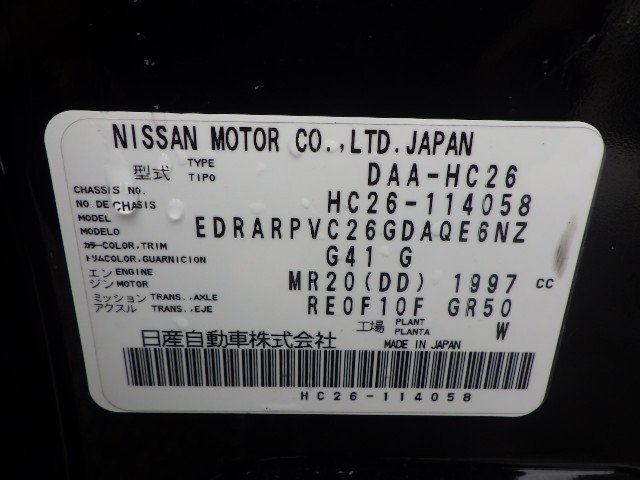 NISSAN MOTOR CO.,LTD.JAPAN
型式 TYPE TIPO DAA-HC26
CHASSIS NO.
NO.DE CHASIS HC26-114058
MODEL
MODELO EDRARPVC26GDAQE6NZ
カラーCOLOR,TRIM
トリムCOLOR,GUARNICION G41 G
エンジン ENGINE MOTOR MR20(DD) 1997 CC
ミッション TRANS.,AXLE
アクスル TRANS.,EJE RE0F10F GR50
工場 PLANT PLANTA W
日産自動車株式会社 MADE IN JAPAN
HC26-114058